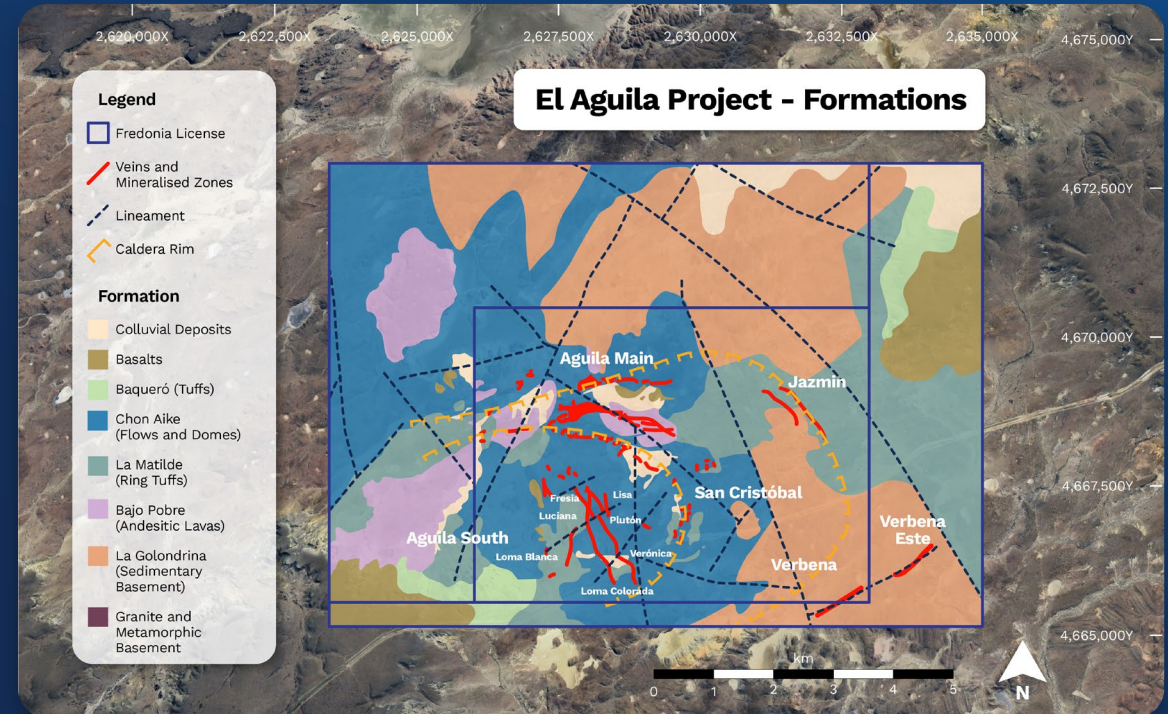 2,620,000X
2,622,500X
2,625,000X
2,627,500X
2,630,000X
2,632,500X
2,635,000X
4,675,000Y
El Aguila Project - Formations
Legend
Fredonia License
Veins and
Mineralised Zones
Lineament
Caldera Rim
Formation
Colluvial Deposits
Basalts
Baqueró (Tuffs)
Chon Aike
(Flows and Domes)
La Matilde
(Ring Tuffs)
Bajo Pobre
(Andesitic Lavas)
La Golondrina
(Sedimentary
Basement)
Granite and
Metamorphic
Basement
4,672,500Y
4,670,000Y
Aguila Main
Jazmin
4,667,500Y
San Cristóbal
Fresia
Lisa
Luciana
Plutón
Verbena
Este
Aguila South
Loma Blanca
Verónica
Verbena
Loma Colorada
4,665,000Y
km
0 1 2 3 4 5
N